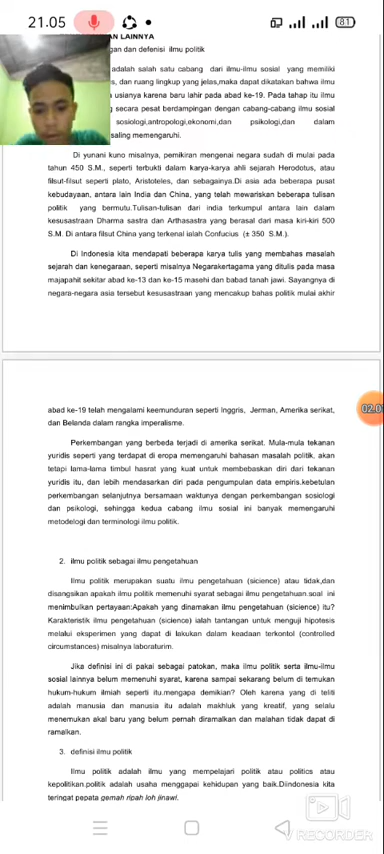 21.05
81
AN LAINNYA
gan dan defenisi ilmu politik
adalah salah satu cabang dari ilmu-ilmu sosial yang memiliki
s, dan ruang lingkup yang jelas,maka dapat dikatakan bahwa ilmu
usianya karena baru lahir pada abad ke-19. Pada tahap itu ilmu
g secara pesat berdampingan dengan cabang-cabang ilmu sosial
sosiologi,antropologi,ekonomi,dan psikologi,dan dalam
saling memengaruhi.
Di yunani kuno misalnya, pemikiran mengenai negara sudah di mulai pada
tahun 450 S.M., seperti terbukti dalam karya-karya ahli sejarah Herodotus, atau
filsuf-filsuf seperti plato, Aristoteles, dan sebagainya.Di asia ada beberapa pusat
kebudayaan, antara lain India dan China, yang telah mewariskan beberapa tulisan
politik yang bermutu.Tulisan-tulisan dari india terkumpul antara lain dalam
kesusastraan Dharma sastra dan Arthasastra yang berasal dari masa kiri-kiri 500
S.M. Di antara filsuf China yang terkenal ialah Confucius (± 350 S.M.).
Di Indonesia kita mendapati beberapa karya tulis yang membahas masalah
sejarah dan kenegaraan, seperti misalnya Negarakertagama yang ditulis pada masa
majapahit sekitar abad ke-13 dan ke-15 masehi dan babad tanah jawi. Sayangnya di
negara-negara asia tersebut kesusastraan yang mencakup bahas politik mulai akhir
abad ke-19 telah mengalami keemunduran seperti Inggris, Jerman, Amerika serikat,
dan Belanda dalam rangka imperalisme.
02.0
Perkembangan yang berbeda terjadi di amerika serikat. Mula-mula tekanan
yuridis seperti yang terdapat di eropa memengaruhi bahasan masalah politik, akan
tetapi lama-lama timbul hasrat yang kuat untuk membebaskan diri dari tekanan
yuridis itu, dan lebih mendasarkan diri pada pengumpulan data empiris.kebetulan
perkembangan selanjutnya bersamaan waktunya dengan perkembangan sosiologi
dan psikologi, sehingga kedua cabang ilmu sosial ini banyak memengaruhi
metodelogi dan terminologi ilmu politik.
2. ilmu politik sebagai ilmu pengetahuan
Ilmu politik merupakan suatu ilmu pengetahuan (sicience) atau tidak,dan
disangsikan apakah ilmu politik memenuhi syarat sebagai ilmu pengetahuan.soal ini
menimbulkan pertayaan:Apakah yang dinamakan ilmu pengetahuan (sicience) itu?
Karakteristik ilmu pengetahuan (sicience) ialah tantangan untuk menguji hipotesis
melalui eksperimen yang dapat di lakukan dalam keadaan terkontol (controlled
circumstances) misalnya laboraturim.
Jika definisi ini di pakai sebagai patokan, maka ilmu politik serta ilmu-ilmu
sosial lainnya belum memenuhi syarat, karena sampai sekarang belum di temukan
hukum-hukum ilmiah seperti itu.mengapa demikian? Oleh karena yang di teliti
adalah manusia dan manusia itu adalah makhluk yang kreatif, yang selalu
menemukan akal baru yang belum pernah diramalkan dan malahan tidak dapat di
ramalkan.
3. definisi ilmu politik
Ilmu politik adalah ilmu yang mempelajari politik atau politics atau
kepolitikan.politik adalah usaha menggapai kehidupan yang baik.Diindonesia kita
teringat pepata gemah ripah loh jinawi.
RECORDER